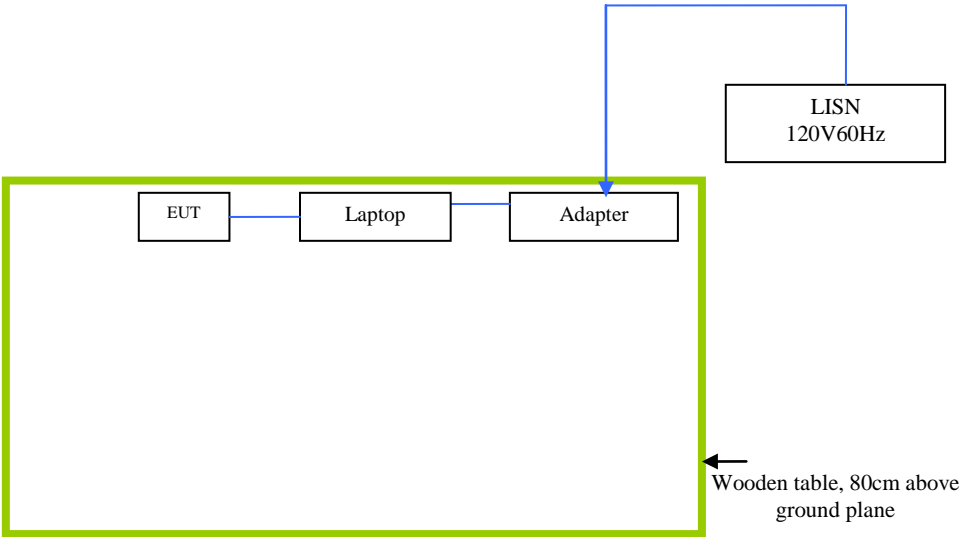 LISN
120V60Hz
EUT
Laptop
Adapter
Wooden table, 80cm above
ground plane